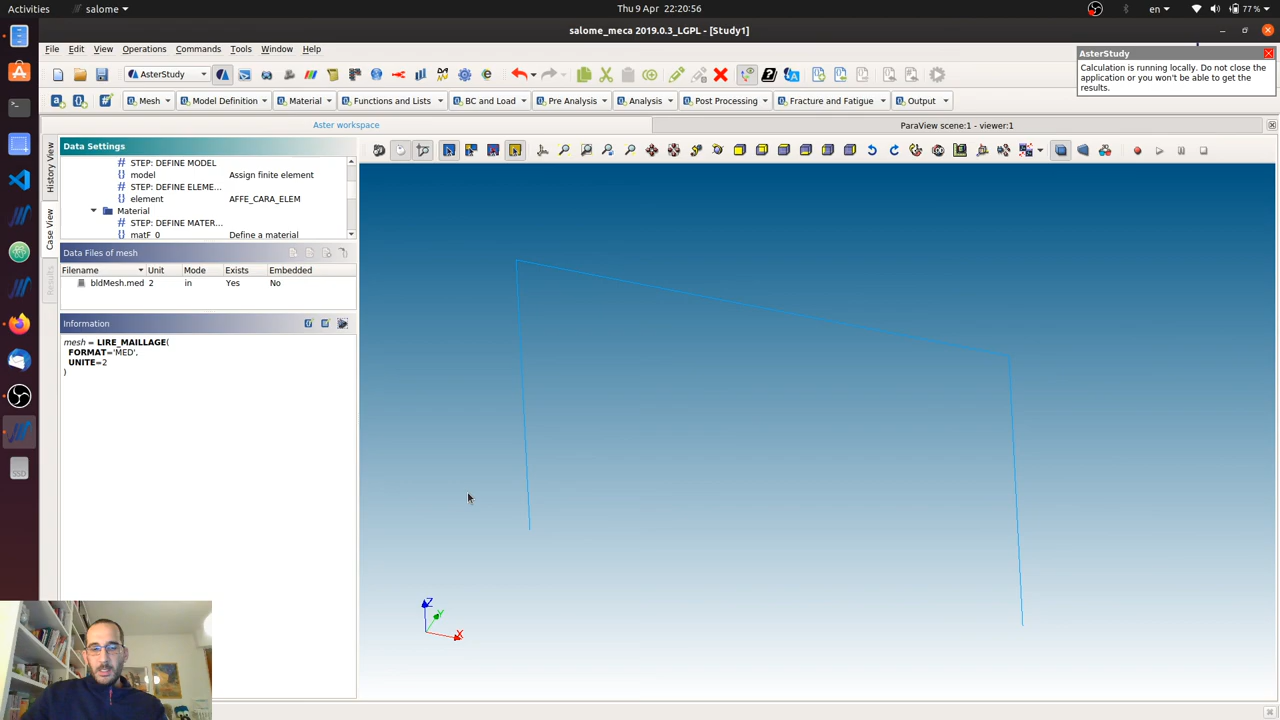 Activities
salome
Thu 9 Apr 22:20:56
en
77 %
salome_meca 2019.0.3_LGPL - [Study1]
File Edit View Operations Commands Tools Window Help
AsterStudy
AsterStudy
Calculation is running locally. Do not close the
application or you won't be able to get the
results.
Mesh Model Definition Material Functions and Lists BC and Load Pre Analysis Analysis Post Processing Fracture and Fatigue Output
Aster workspace
ParaView scene:1 - viewer:1
History View
Case View
Results
Data Settings
# STEP: DEFINE MODEL
{} model Assign finite element
# STEP: DEFINE ELEME...
{} element AFFE_CARA_ELEM
Material
# STEP: DEFINE MATER...
{} matF_0 Define a material
Data Files of mesh
Filename Unit Mode Exists Embedded
bldMesh.med 2 in Yes No
Information
mesh = LIRE_MAILLAGE(
FORMAT='MED',
UNITE=2
)
Z
Y
X
SSD